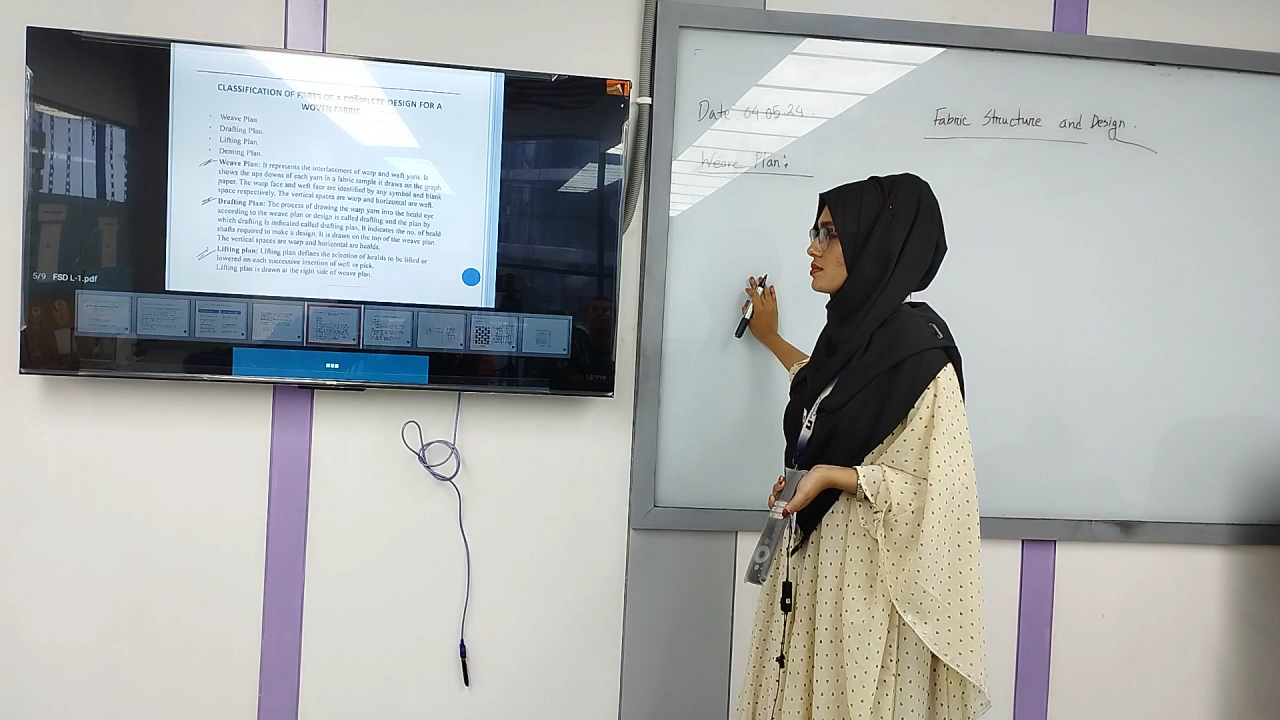 CLASSIFICATION OF PARTS OF A COMPLETE DESIGN FOR A
WOVEN FABRIC
Weave Plan.
Drafting Plan.
Lifting Plan.
Denting Plan.
Weave Plan: It represents the interlacement of warp and weft yarn. It
shows the ups downs of each yarn in a fabric sample it draws on the graph
paper. The warp face and weft face are identified by any symbol and blank
space respectively. The vertical spaces are warp and horizontal are weft.
Drafting Plan: The process of drawing the warp yarn into the heald eye
according to the weave plan or design is called drafting and the plan by
which drafting is indicated called drafting plan. It indicates the no. of heald
shafts required to make a design. It is drawn on the top of the weave plan.
The vertical spaces are warp and horizontal are healds.
Lifting plan: Lifting plan defines the selection of healds to be lifted or
lowered on each successive insertion of weft or pick.
Lifting plan is drawn at the right side of weave plan.
5/9 FSD L-1.pdf
Date: 04.05.24.
Fabric Structure and Design.
Weave Plan: